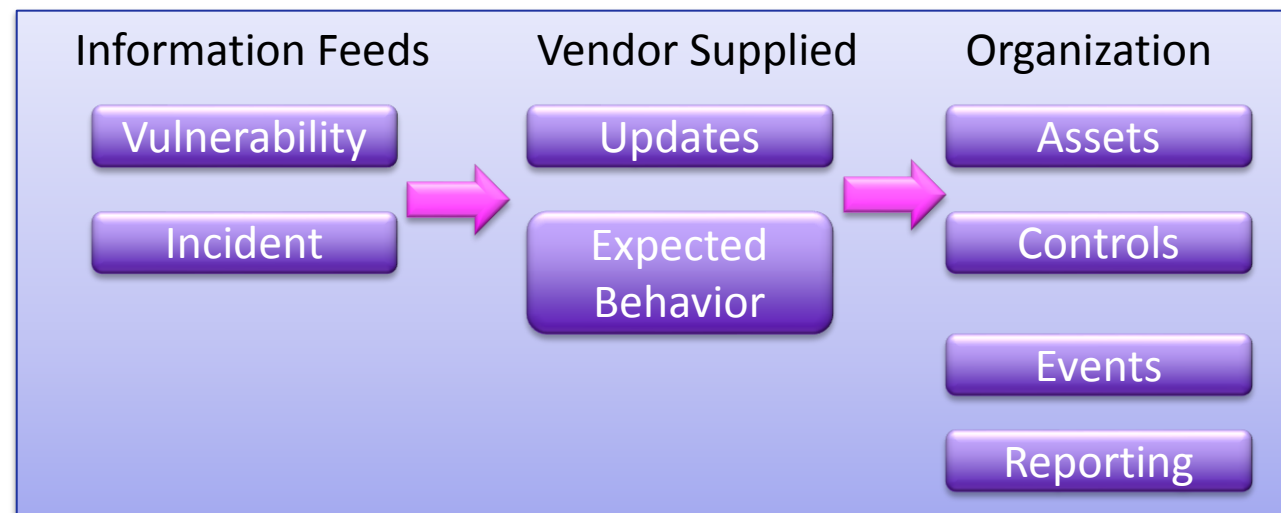 Information Feeds
Vulnerability
Incident
Vendor Supplied
Updates
Expected
Behavior
Organization
Assets
Controls
Events
Reporting